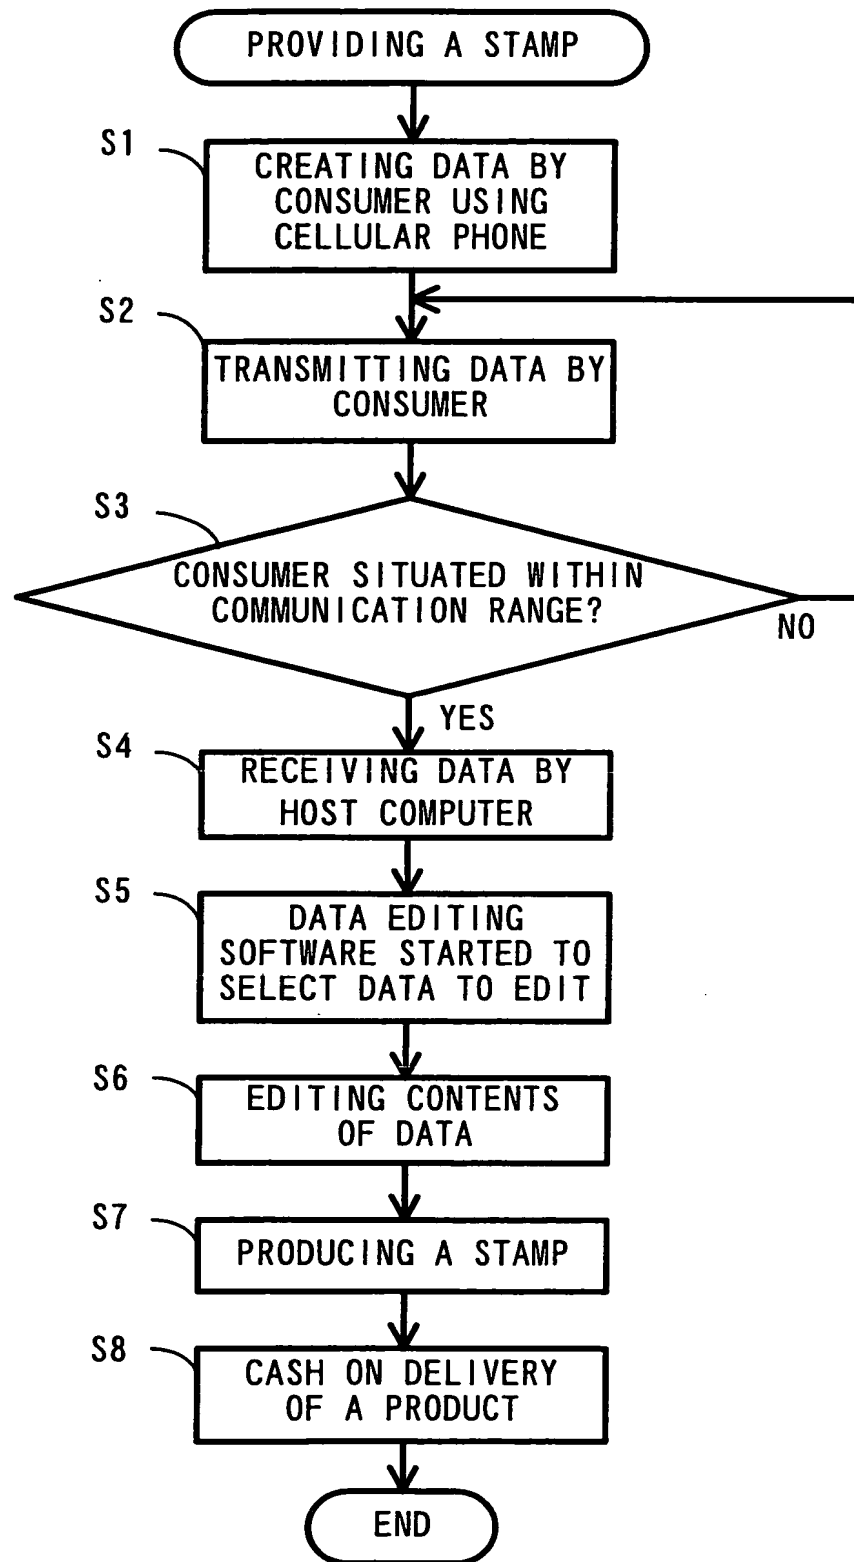 PROVIDING A STAMP
S1
CREATING DATA BY
CONSUMER USING
CELLULAR PHONE
S2
TRANSMITTING DATA BY
CONSUMER
S3
CONSUMER SITUATED WITHIN
COMMUNICATION RANGE?
NO
YES
S4
RECEIVING DATA BY
HOST COMPUTER
S5
DATA EDITING
SOFTWARE STARTED TO
SELECT DATA TO EDIT
S6
EDITING CONTENTS
OF DATA
S7
PRODUCING A STAMP
S8
CASH ON DELIVERY
OF A PRODUCT
END